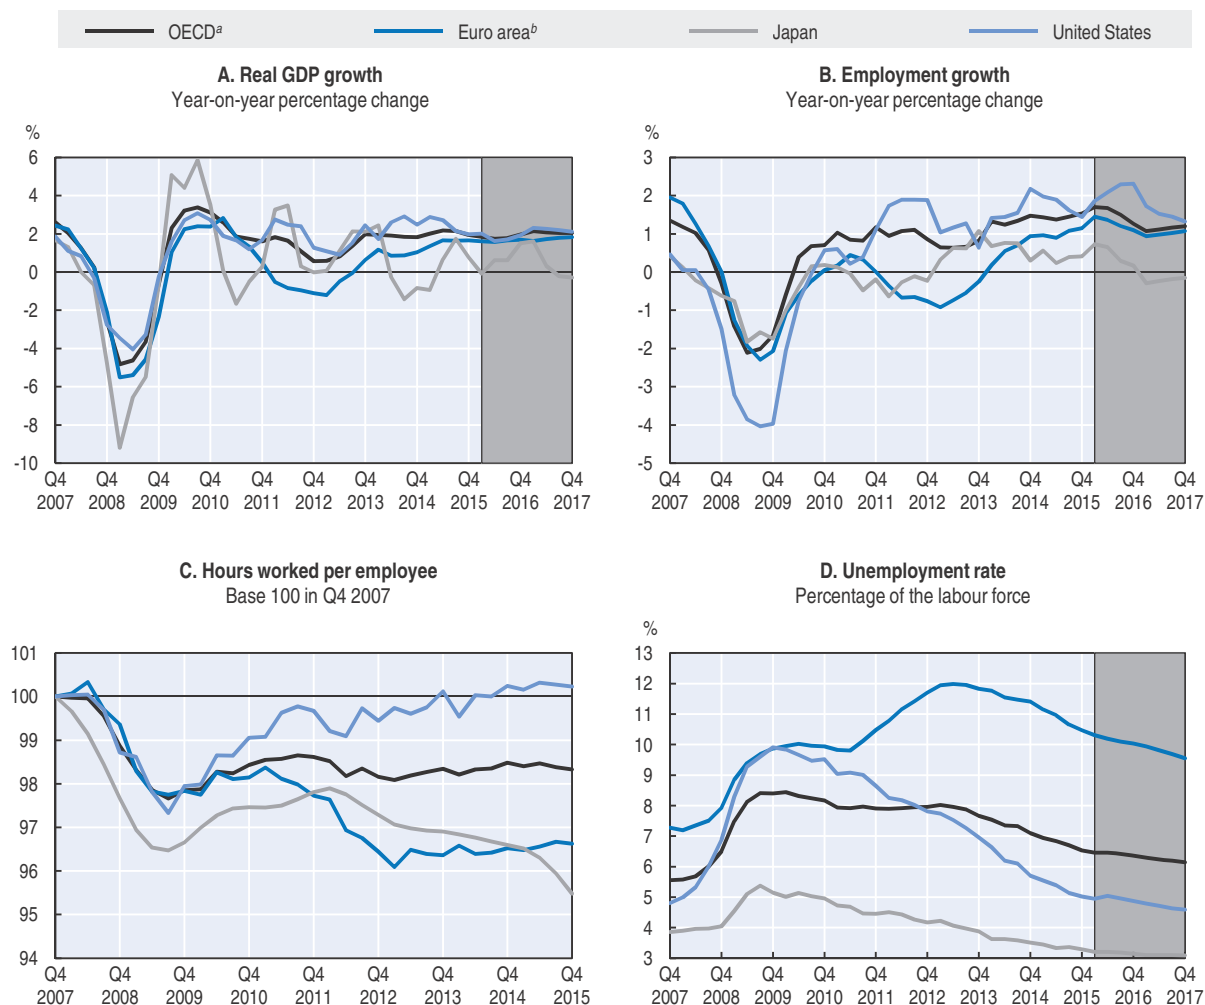 OECDa Euro areab Japan United States
A. Real GDP growth
Year-on-year percentage change
%
6
4
2
0
-2
-4
-6
-8
-10
Q4 Q4 Q4 Q4 Q4 Q4 Q4 Q4 Q4 Q4 Q4
2007 2008 2009 2010 2011 2012 2013 2014 2015 2016 2017
B. Employment growth
Year-on-year percentage change
%
3
2
1
0
-1
-2
-3
-4
-5
Q4 Q4 Q4 Q4 Q4 Q4 Q4 Q4 Q4 Q4 Q4
2007 2008 2009 2010 2011 2012 2013 2014 2015 2016 2017
C. Hours worked per employee
Base 100 in Q4 2007
101
100
99
98
97
96
95
94
Q4 Q4 Q4 Q4 Q4 Q4 Q4 Q4 Q4
2007 2008 2009 2010 2011 2012 2013 2014 2015
D. Unemployment rate
Percentage of the labour force
%
13
12
11
10
9
8
7
6
5
4
3
Q4 Q4 Q4 Q4 Q4 Q4 Q4 Q4 Q4 Q4 Q4
2007 2008 2009 2010 2011 2012 2013 2014 2015 2016 2017